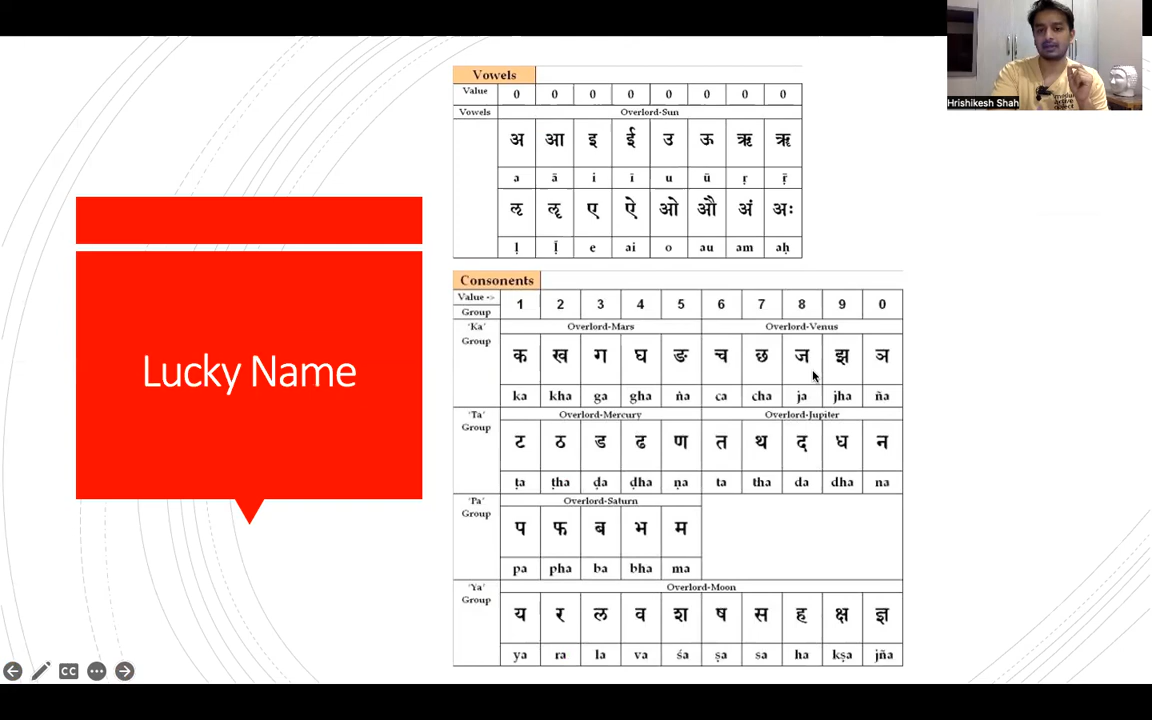 Hrishikesh Shah
Lucky Name
Vowels
Value 0 0 0 0 0 0 0 0
Vowels Overlord-Sun
अ आ इ ई उ ऊ ऋ ॠ
a ā i ī u ū ṛ ṝ
ऌ ॡ ए ऐ ओ औ अं अः
ḷ ḹ e ai o au am aḥ
Consonents
Value -> 1 2 3 4 5 6 7 8 9 0
Group
'Ka' Group Overlord-Mars Overlord-Venus
क ख ग घ ङ च छ ज झ ञ
ka kha ga gha ṅa ca cha ja jha ña
'Ta' Group Overlord-Mercury Overlord-Jupiter
ट ठ ड ढ ण त थ द ध न
ṭa ṭha ḍa ḍha ṇa ta tha da dha na
'Pa' Group Overlord-Saturn
प फ ब भ म
pa pha ba bha ma
'Ya' Group Overlord-Moon
य र ल व श ष स ह क्ष ज्ञ
ya ra la va śa ṣa sa ha kṣa jña
CC